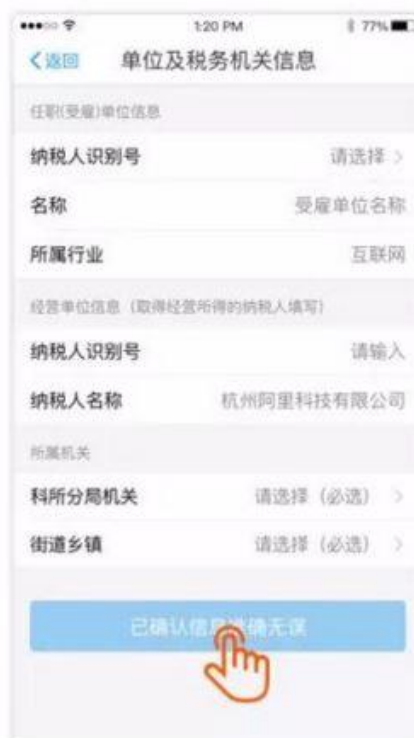 1:20 PM
77%
返回
单位及税务机关信息
任职(受雇)单位信息
纳税人识别号 请选择
名称 受雇单位名称
所属行业 互联网
经营单位信息（取得经营所得的纳税人填写）
纳税人识别号 请输入
纳税人名称 杭州阿里科技有限公司
所属机关
科所分局机关 请选择（必选）
街道乡镇 请选择（必选）
已确认信息准确无误